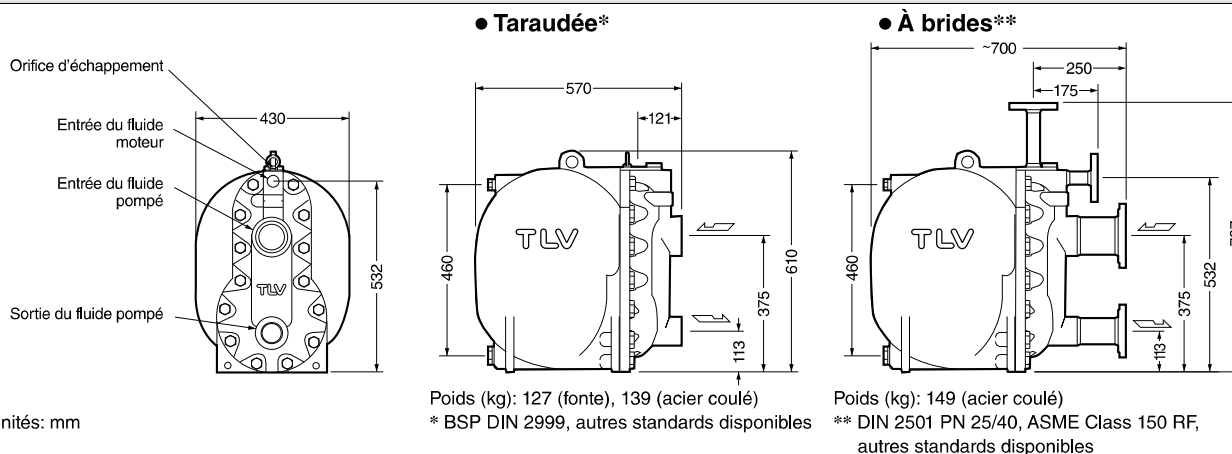 ● Taraudée*
● À brides**
Orifice d'échappement
Entrée du fluide
moteur
Entrée du fluide
pompé
Sortie du fluide pompé
430
532
TLV
570
121
460
TLV
610
375
113
~700
250
175
460
TLV
532
375
113
nités: mm
Poids (kg): 127 (fonte), 139 (acier coulé)
* BSP DIN 2999, autres standards disponibles
Poids (kg): 149 (acier coulé)
** DIN 2501 PN 25/40, ASME Class 150 RF,
autres standards disponibles